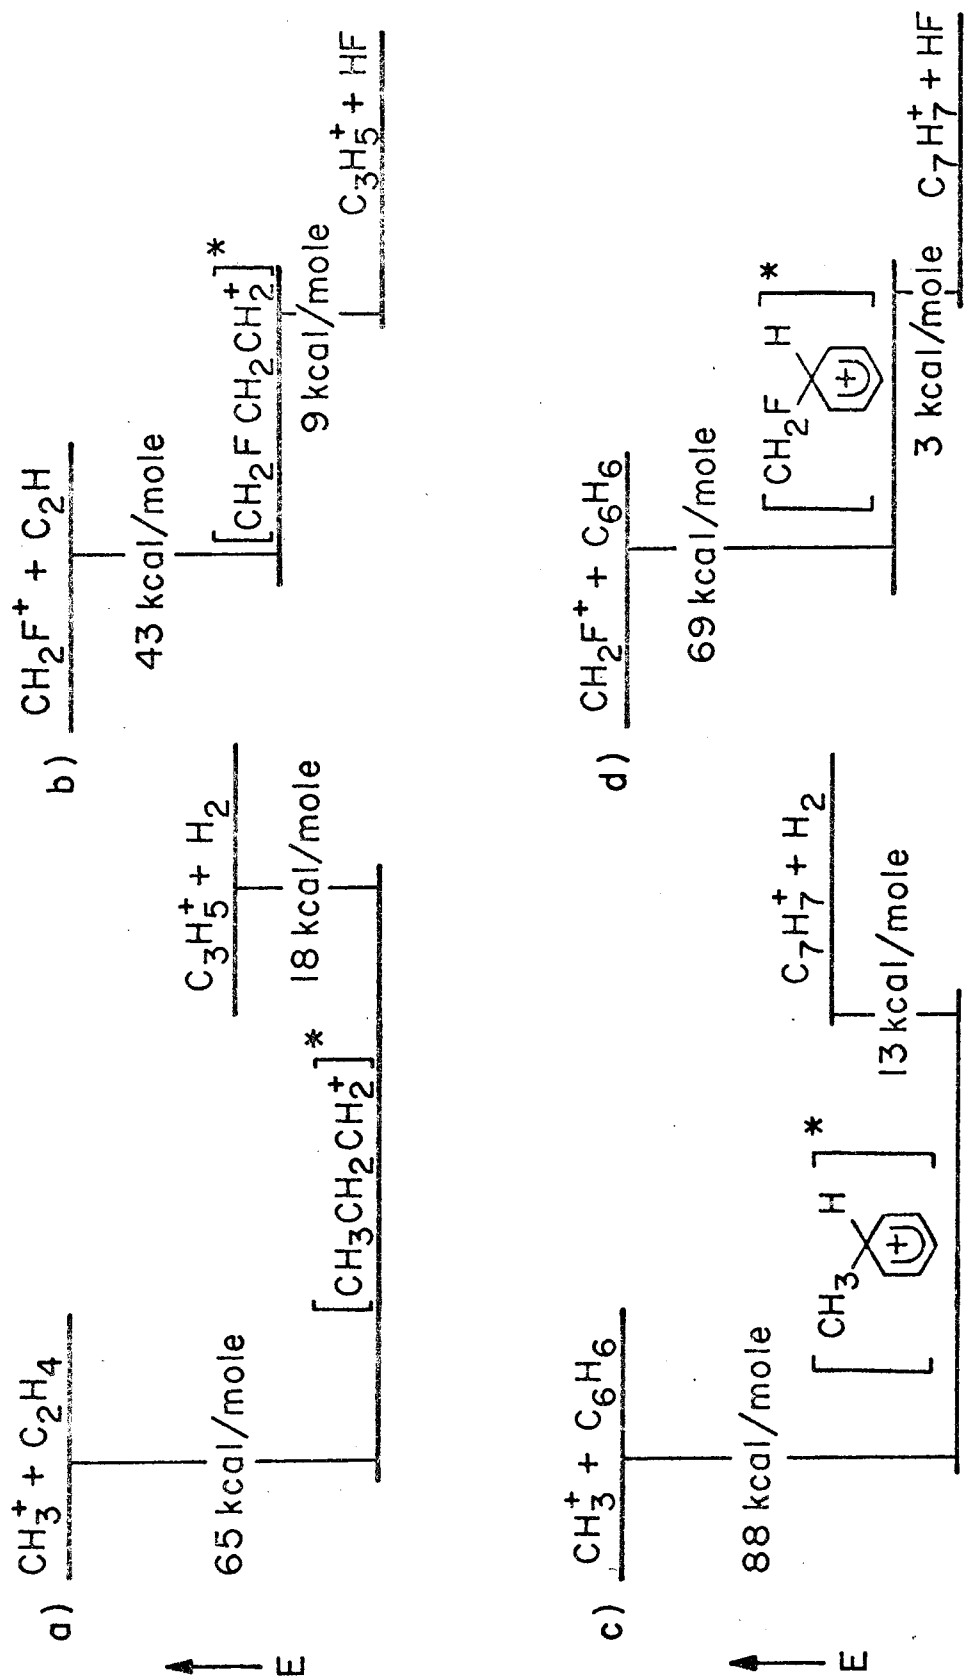 a)
CH3+ + C2H4
65 kcal/mole
[CH3CH2CH2+]*
C3H5+ + H2
18 kcal/mole
E
b)
CH2F+ + C2H
43 kcal/mole
[CH2FCH2CH2+]*
9 kcal/mole
C3H5+ + HF
c)
CH3+ + C6H6
88 kcal/mole
[CH3 H
+]*
C7H7+ + H2
13 kcal/mole
E
d)
CH2F+ + C6H6
69 kcal/mole
[CH2F H
+]*
3 kcal/mole
C7H7+ + HF